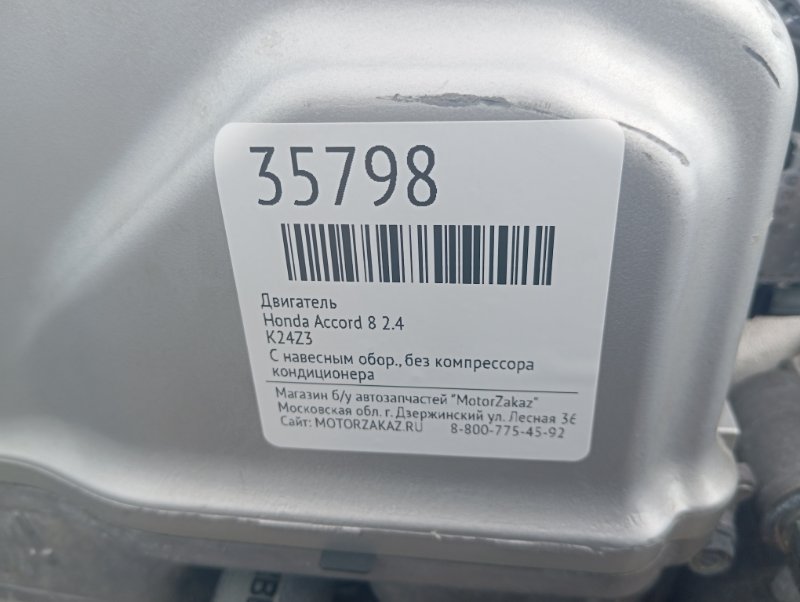 35798
Двигатель
Honda Accord 8 2.4
K24Z3
С навесным обор., без компрессора
кондиционера
Магазин б/у автозапчастей "MotorZakaz"
Московская обл. г. Дзержинский ул. Лесная 36
Сайт: MOTORZAKAZ.RU 8-800-775-45-92